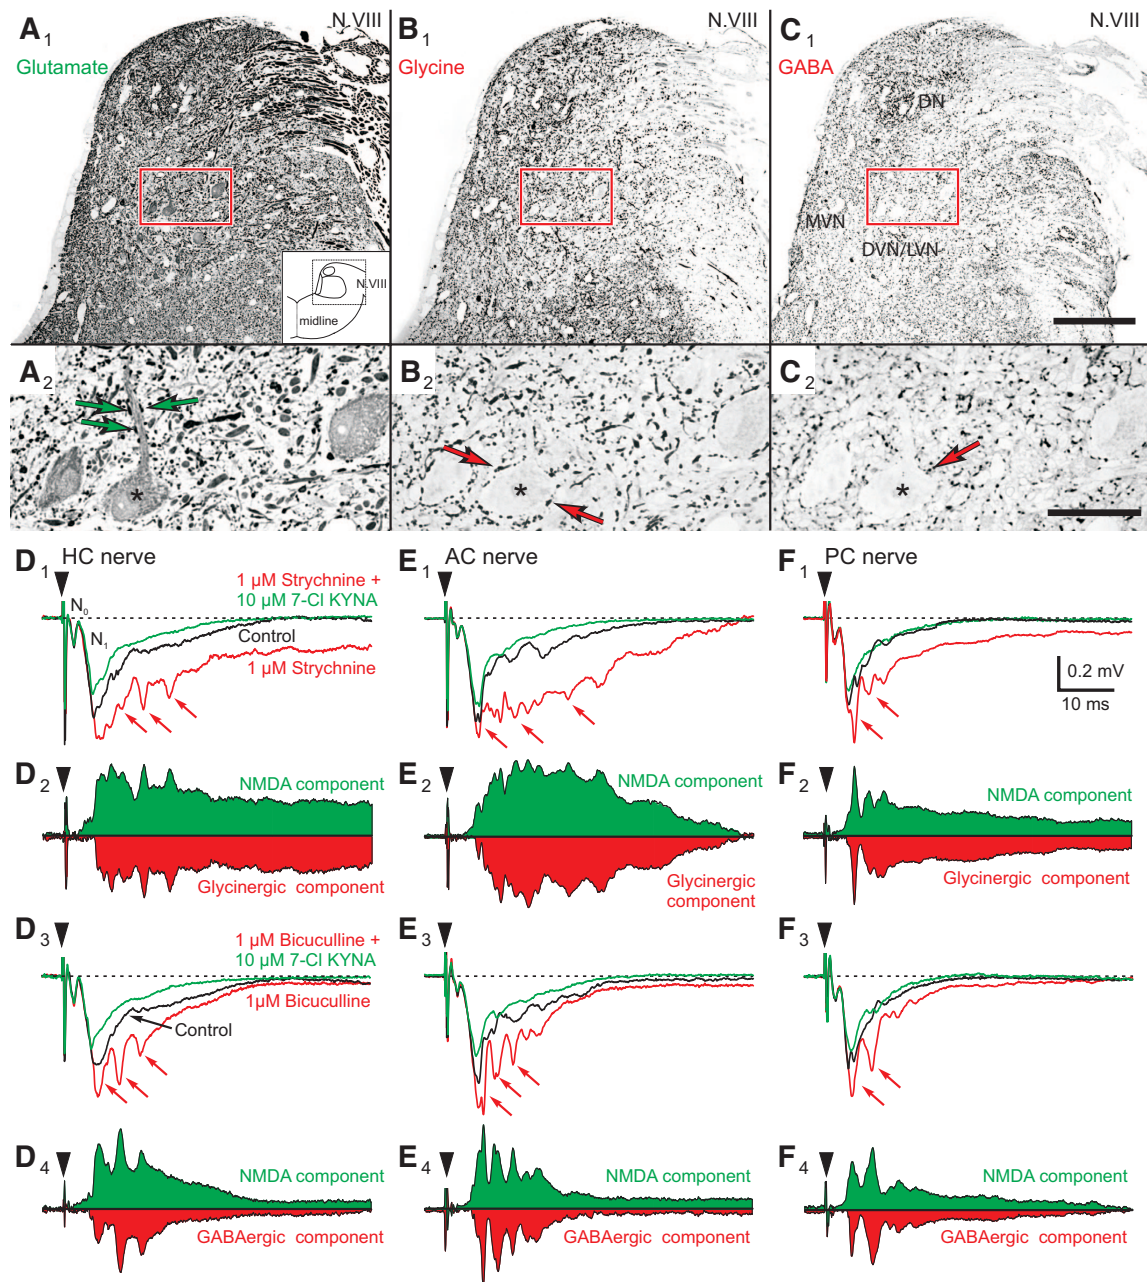 A1
N.VIII
Glutamate
B1
N.VIII
Glycine
C1
N.VIII
GABA
DN
MVN
DVN/LVN
N.VIII
midline
A2
*
B2
*
C2
*
D1
HC nerve
N0
N1
1 µM Strychnine +
10 µM 7-Cl KYNA
Control
1 µM Strychnine
E1
AC nerve
F1
PC nerve
0.2 mV
10 ms
D2
NMDA component
Glycinergic component
E2
NMDA component
Glycinergic
component
F2
NMDA component
Glycinergic component
D3
1 µM Bicuculline +
10 µM 7-Cl KYNA
1µM Bicuculline
Control
E3
F3
D4
NMDA component
GABAergic component
E4
NMDA component
GABAergic component
F4
NMDA component
GABAergic component